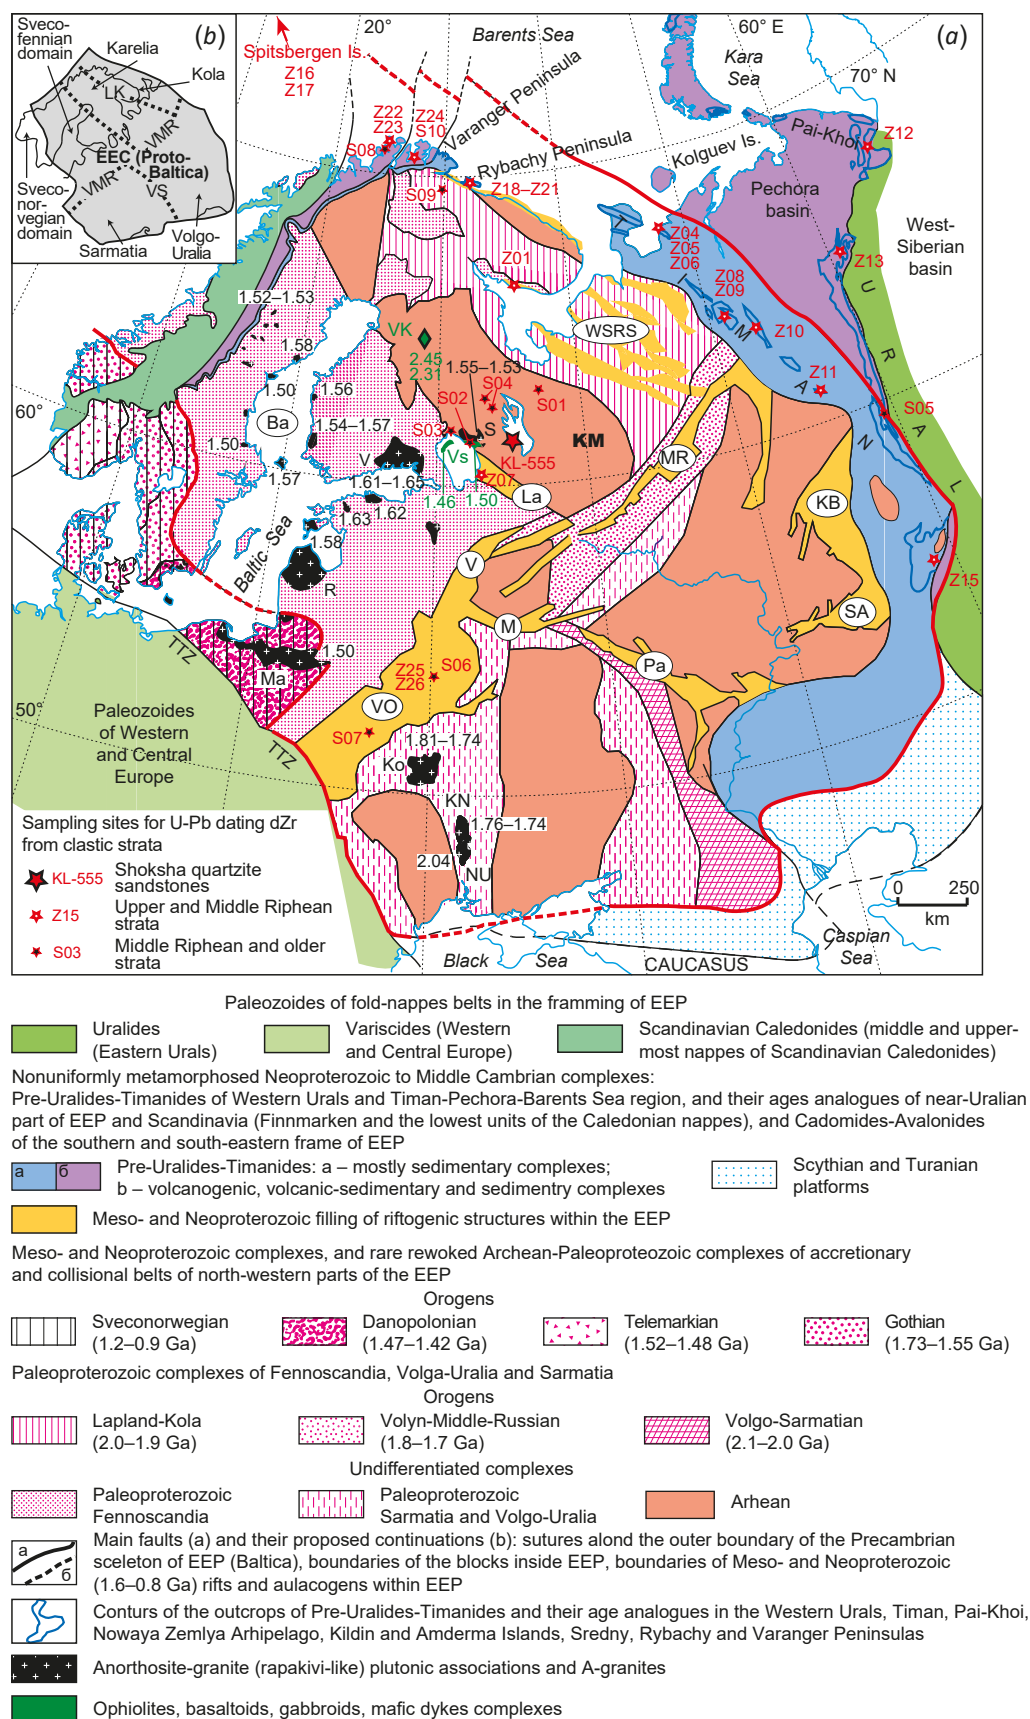 Sveco-
fennian
domain
(b)
Karelia
Kola
LK
VMR
EEC (Proto-
Baltica)
VMR
VS
Sveco-
nor-
vegian
domain
Sarmatia
Volgo-
Uralia
20°
Barents Sea
60° E
(a)
Spitsbergen Is.
Z16
Z17
Kara
Sea
70° N
Z22
Z23
Z24
S10
S08
Varanger Peninsula
Rybachy Peninsula
Kolguev Is.
Pai-Khoi
Z12
S09
Z18–Z21
Pechora
basin
T
Z04
Z05
Z06
West-
Siberian
basin
Z01
Z08
Z09
Z13
I
U
1.52–1.53
WSRS
M
Z10
R
VK
1.58
2.45
2.31
1.55–1.53
Z11
A
1.50
1.56
S04
S02
S01
S05
60°
A
Ba
1.54–1.57
S03
S
KM
N
1.50
V
Vs
KL-555
MR
L
1.57
1.61–1.65
Z07
1.46
1.50
La
KB
1.63
1.62
Baltic Sea
1.58
V
Z15
R
SA
M
TTZ
1.50
Z25
Z26
S06
Pa
Ma
VO
50°
Paleozoides
of Western
and Central
Europe
TTZ
S07
1.81–1.74
Ko
KN
1.76–1.74
2.04
NU
Sampling sites for U-Pb dating dZr
from clastic strata
KL-555
Shoksha quartzite
sandstones
Z15
Upper and Middle Riphean
strata
S03
Middle Riphean and older
strata
0
250
km
Black
Sea
CAUCASUS
Caspian
Sea
Paleozoides of fold-nappes belts in the framming of EEP
Uralides
(Eastern Urals)
Variscides (Western
and Central Europe)
Scandinavian Caledonides (middle and upper-
most nappes of Scandinavian Caledonides)
Nonuniformly metamorphosed Neoproterozoic to Middle Cambrian complexes:
Pre-Uralides-Timanides of Western Urals and Timan-Pechora-Barents Sea region, and their ages analogues of near-Uralian
part of EEP and Scandinavia (Finnmarken and the lowest units of the Caledonian nappes), and Cadomides-Avalonides
of the southern and south-eastern frame of EEP
а
б
Pre-Uralides-Timanides: a – mostly sedimentary complexes;
b – volcanogenic, volcanic-sedimentary and sedimentry complexes
Scythian and Turanian
platforms
Meso- and Neoproterozoic filling of riftogenic structures within the EEP
Meso- and Neoproterozoic complexes, and rare rewoked Archean-Paleoproteozoic complexes of accretionary
and collisional belts of north-western parts of the EEP
Orogens
Sveconorwegian
(1.2–0.9 Ga)
Danopolonian
(1.47–1.42 Ga)
Telemarkian
(1.52–1.48 Ga)
Gothian
(1.73–1.55 Ga)
Paleoproterozoic complexes of Fennoscandia, Volga-Uralia and Sarmatia
Orogens
Lapland-Kola
(2.0–1.9 Ga)
Volyn-Middle-Russian
(1.8–1.7 Ga)
Volgo-Sarmatian
(2.1–2.0 Ga)
Undifferentiated complexes
Paleoproterozoic
Fennoscandia
Paleoproterozoic
Sarmatia and Volgo-Uralia
Arhean
а
б
Main faults (a) and their proposed continuations (b): sutures alond the outer boundary of the Precambrian
sceleton of EEP (Baltica), boundaries of the blocks inside EEP, boundaries of Meso- and Neoproterozoic
(1.6–0.8 Ga) rifts and aulacogens within EEP
Conturs of the outcrops of Pre-Uralides-Timanides and their age analogues in the Western Urals, Timan, Pai-Khoi,
Nowaya Zemlya Arhipelago, Kildin and Amderma Islands, Sredny, Rybachy and Varanger Peninsulas
Anorthosite-granite (rapakivi-like) plutonic associations and A-granites
Ophiolites, basaltoids, gabbroids, mafic dykes complexes